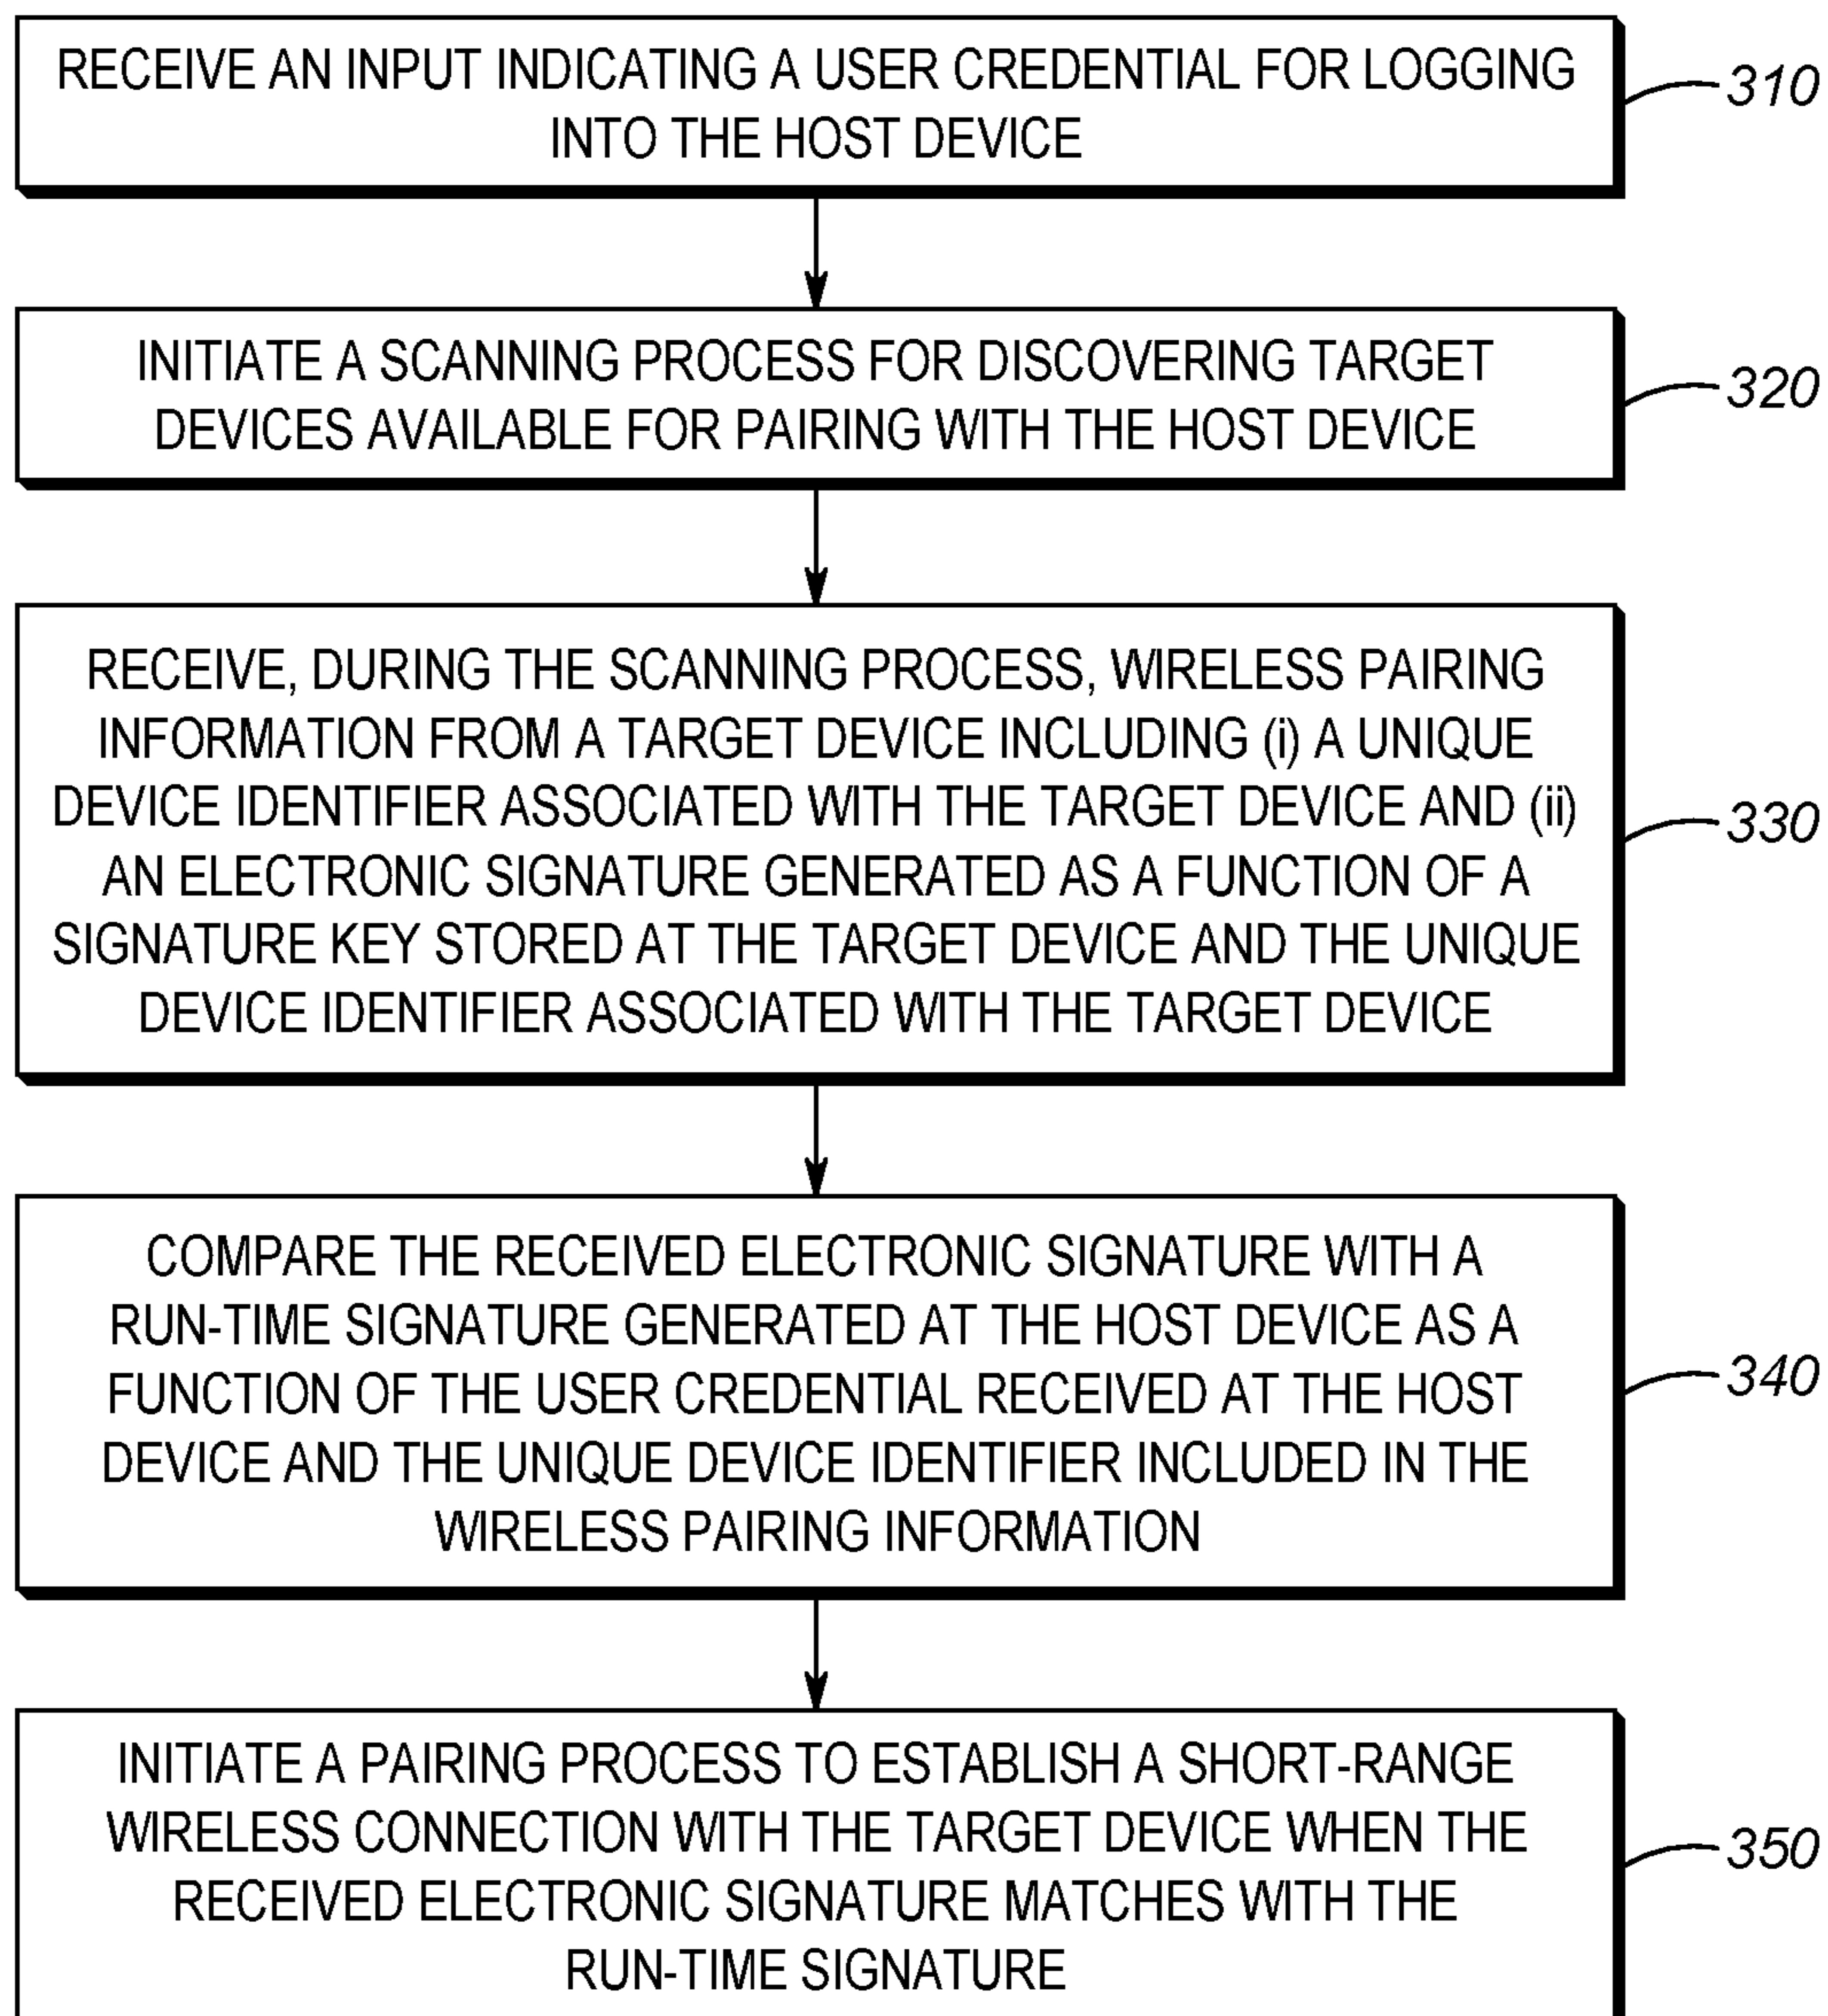 RECEIVE AN INPUT INDICATING A USER CREDENTIAL FOR LOGGING
INTO THE HOST DEVICE
310
INITIATE A SCANNING PROCESS FOR DISCOVERING TARGET
DEVICES AVAILABLE FOR PAIRING WITH THE HOST DEVICE
320
RECEIVE, DURING THE SCANNING PROCESS, WIRELESS PAIRING
INFORMATION FROM A TARGET DEVICE INCLUDING (i) A UNIQUE
DEVICE IDENTIFIER ASSOCIATED WITH THE TARGET DEVICE AND (ii)
AN ELECTRONIC SIGNATURE GENERATED AS A FUNCTION OF A
SIGNATURE KEY STORED AT THE TARGET DEVICE AND THE UNIQUE
DEVICE IDENTIFIER ASSOCIATED WITH THE TARGET DEVICE
330
COMPARE THE RECEIVED ELECTRONIC SIGNATURE WITH A
RUN-TIME SIGNATURE GENERATED AT THE HOST DEVICE AS A
FUNCTION OF THE USER CREDENTIAL RECEIVED AT THE HOST
DEVICE AND THE UNIQUE DEVICE IDENTIFIER INCLUDED IN THE
WIRELESS PAIRING INFORMATION
340
INITIATE A PAIRING PROCESS TO ESTABLISH A SHORT-RANGE
WIRELESS CONNECTION WITH THE TARGET DEVICE WHEN THE
RECEIVED ELECTRONIC SIGNATURE MATCHES WITH THE
RUN-TIME SIGNATURE
350